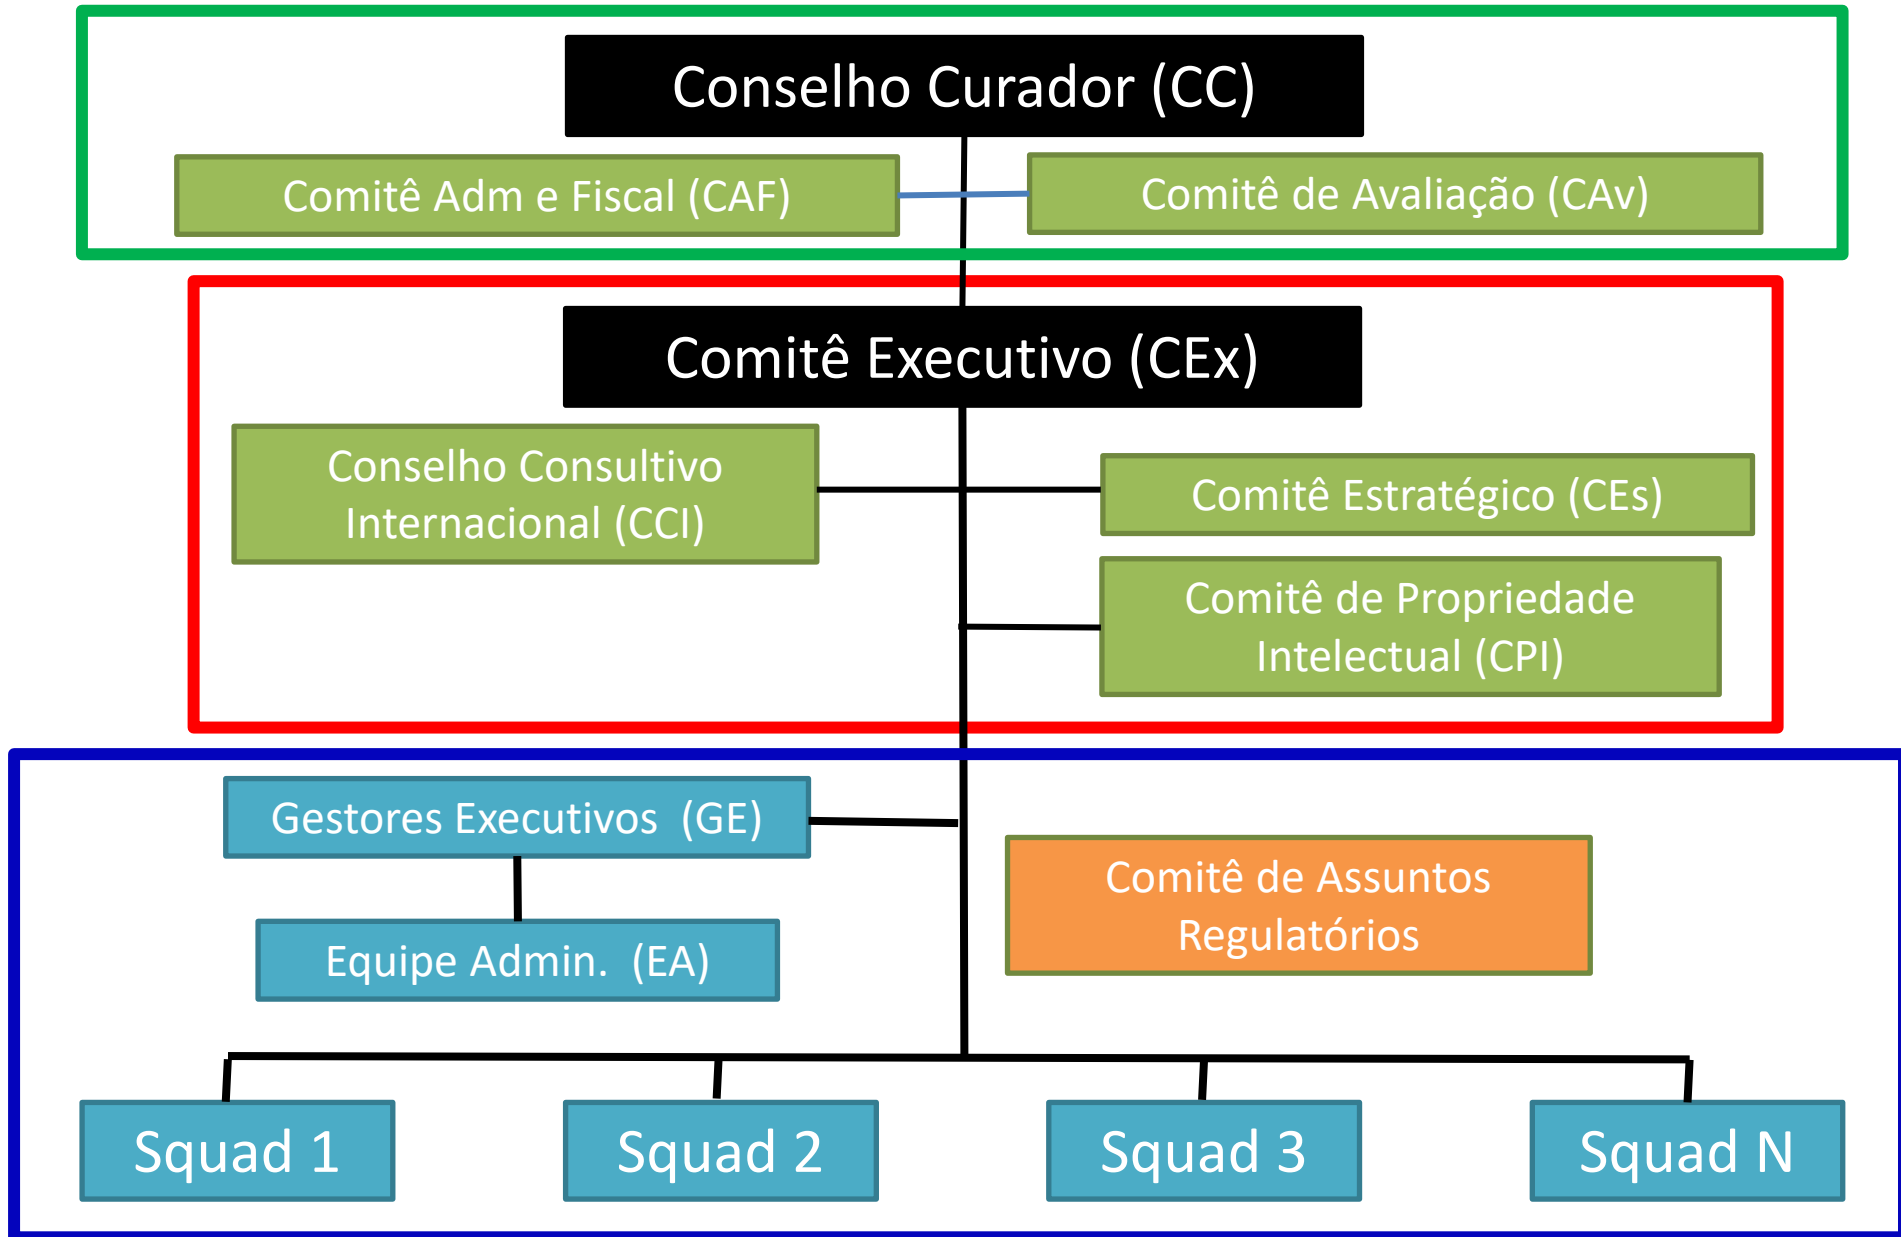 Conselho Curador (CC)
Comitê Adm e Fiscal (CAF)
Comitê de Avaliação (CAv)
Comitê Executivo (CEx)
Conselho Consultivo
Internacional (CCI)
Comitê Estratégico (CEs)
Comitê de Propriedade
Intelectual (CPI)
Gestores Executivos  (GE)
Comitê de Assuntos
Regulatórios
Equipe Admin.  (EA)
Squad 1
Squad 2
Squad 3
Squad N